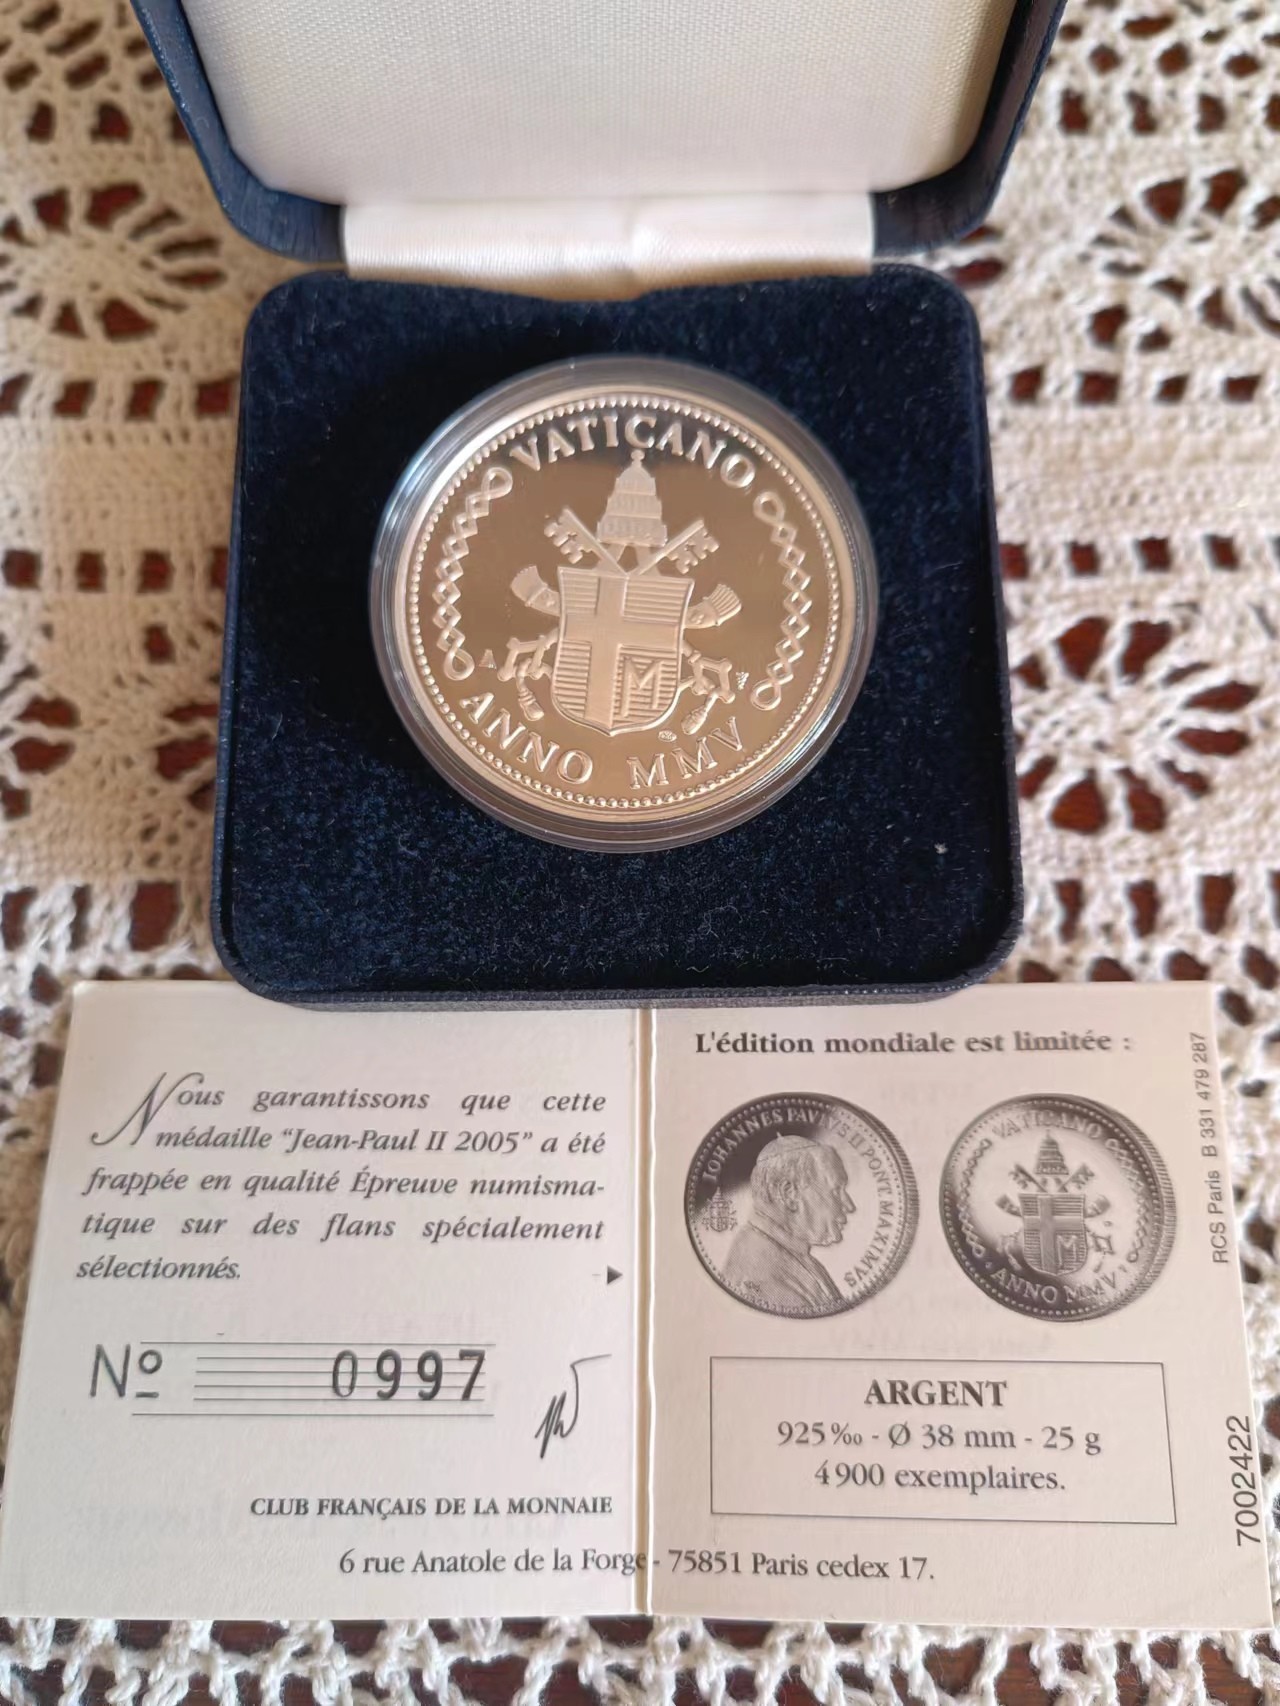 VATICANO
M
ANNO MMV
Nous garantissons que cette
médaille “Jean-Paul II 2005” a été
frappée en qualité Épreuve numisma-
tique sur des flans spécialement
sélectionnés.
Nº 0997
CLUB FRANÇAIS DE LA MONNAIE
6 rue Anatole de la Forge - 75851 Paris cedex 17.
L'édition mondiale est limitée :
IOHANNES PAVLVS II PONT MAXIMVS
VATICANO
M
ANNO MMV
ARGENT
925‰ - Ø 38 mm - 25 g
4900 exemplaires.
RCS Paris B 331 479 287
7002422